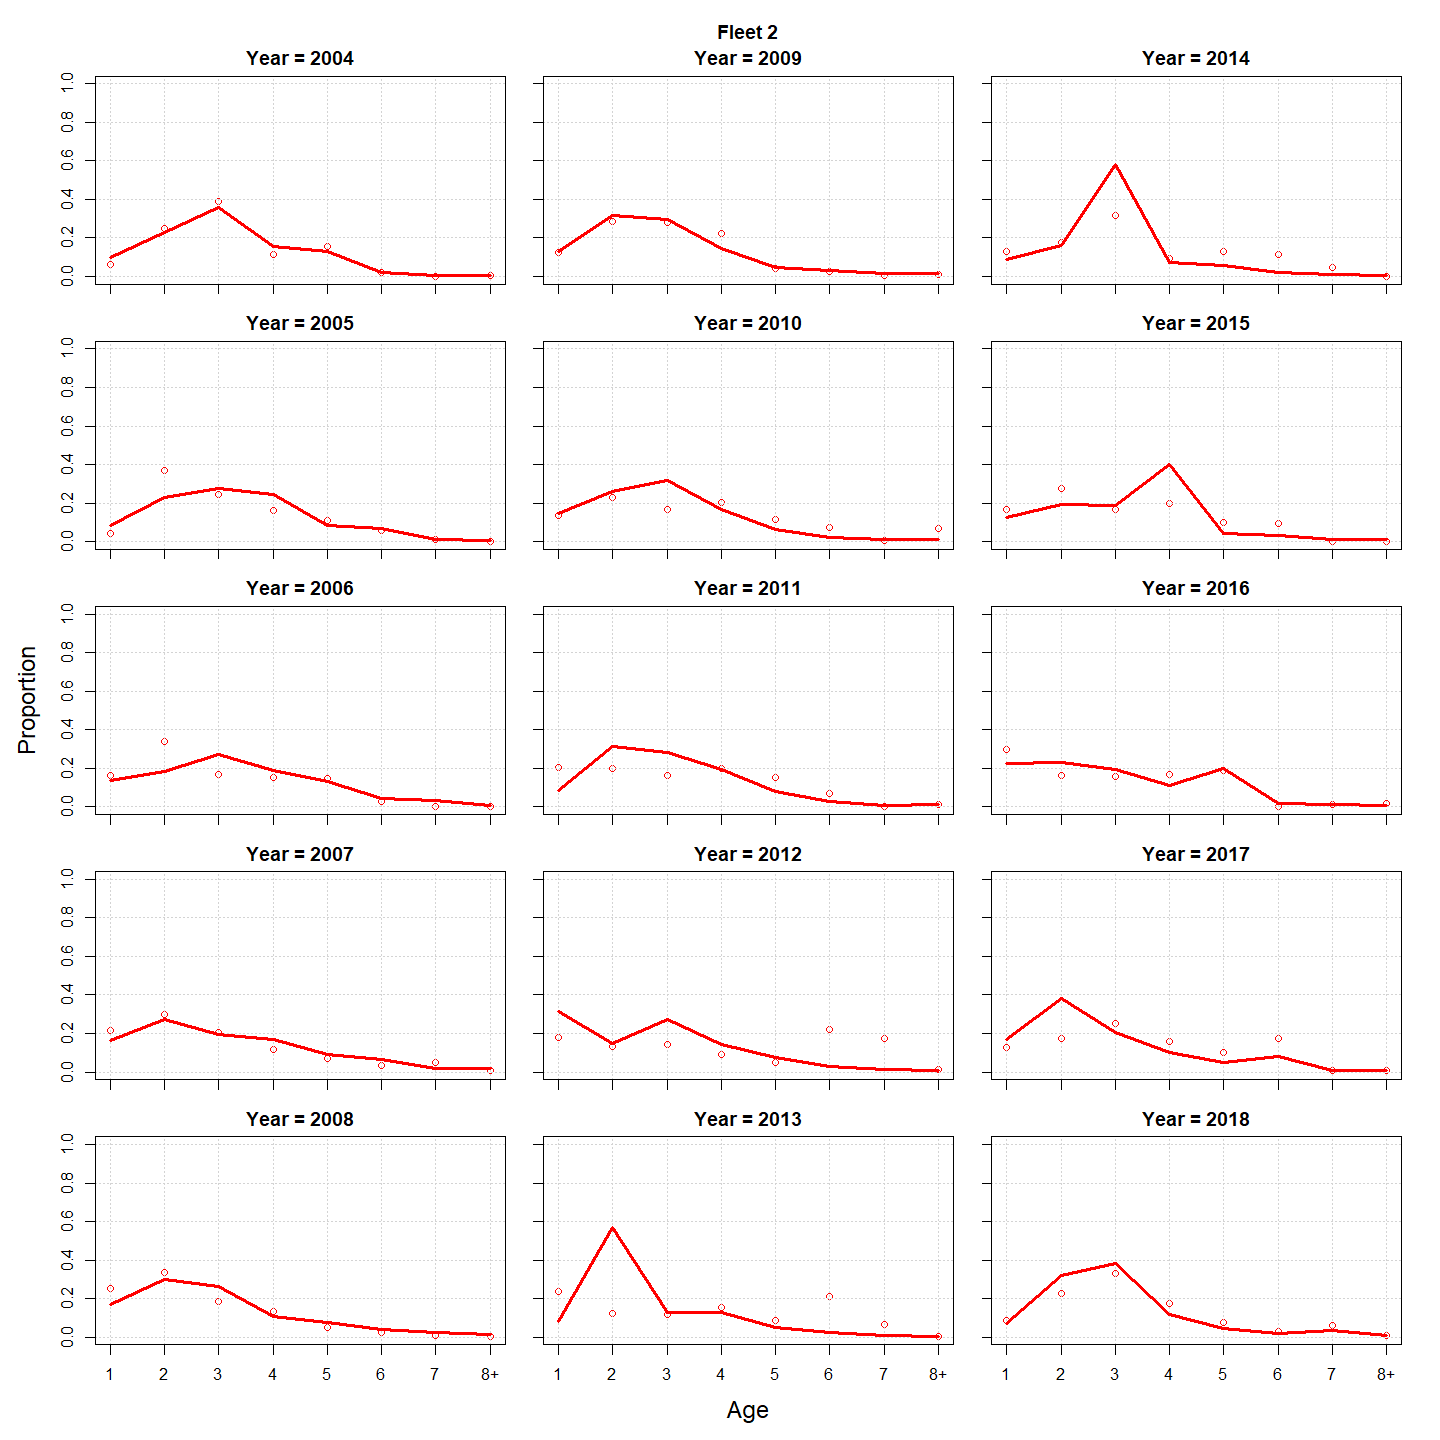 Fleet 2
Year = 2004
Year = 2009
Year = 2014
0.0 0.2 0.4 0.6 0.8 1.0
Year = 2005
Year = 2010
Year = 2015
0.0 0.2 0.4 0.6 0.8 1.0
Year = 2006
Year = 2011
Year = 2016
0.0 0.2 0.4 0.6 0.8 1.0
Proportion
Year = 2007
Year = 2012
Year = 2017
0.0 0.2 0.4 0.6 0.8 1.0
Year = 2008
Year = 2013
Year = 2018
0.0 0.2 0.4 0.6 0.8 1.0
1 2 3 4 5 6 7 8+
1 2 3 4 5 6 7 8+
1 2 3 4 5 6 7 8+
Age